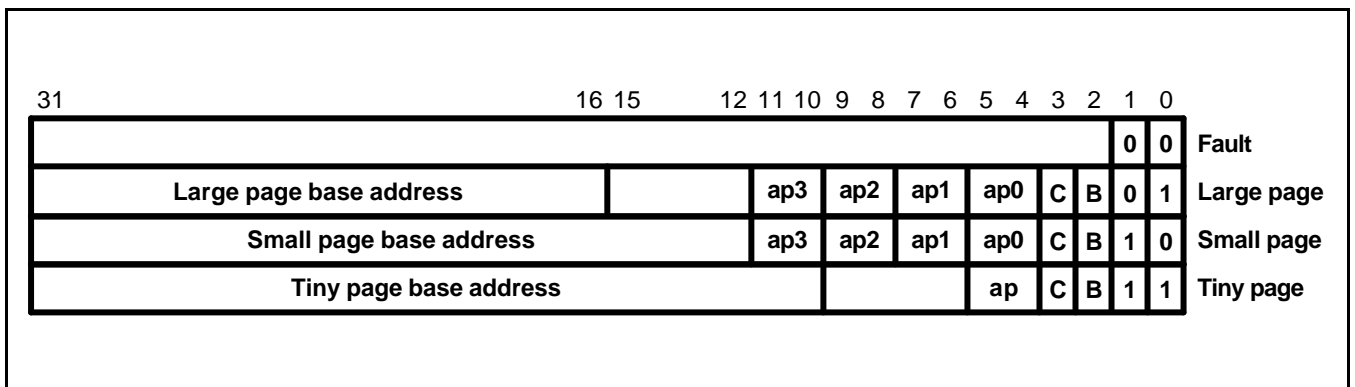 31 16 15 12 11 10 9 8 7 6 5 4 3 2 1 0
0 0 Fault
Large page base address ap3 ap2 ap1 ap0 C B 0 1 Large page
Small page base address ap3 ap2 ap1 ap0 C B 1 0 Small page
Tiny page base address ap C B 1 1 Tiny page